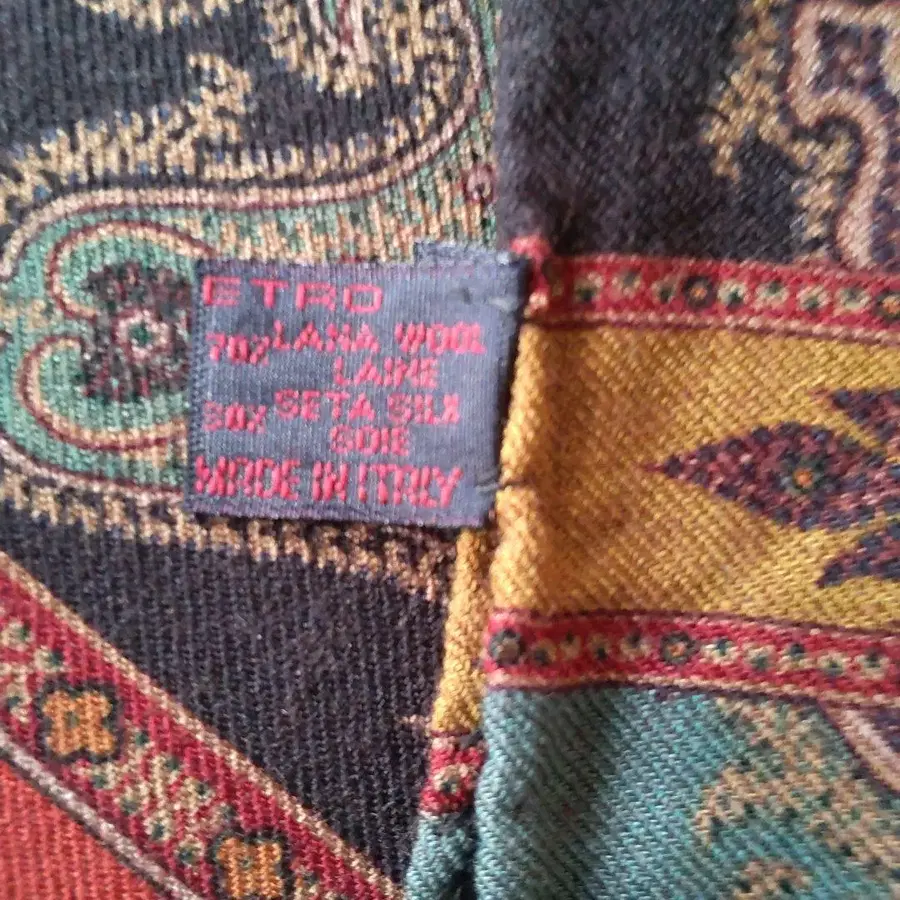 ETRO
70% LANA WOOL
LAINE
30% SETA SILK
SOIE
MADE IN ITALY